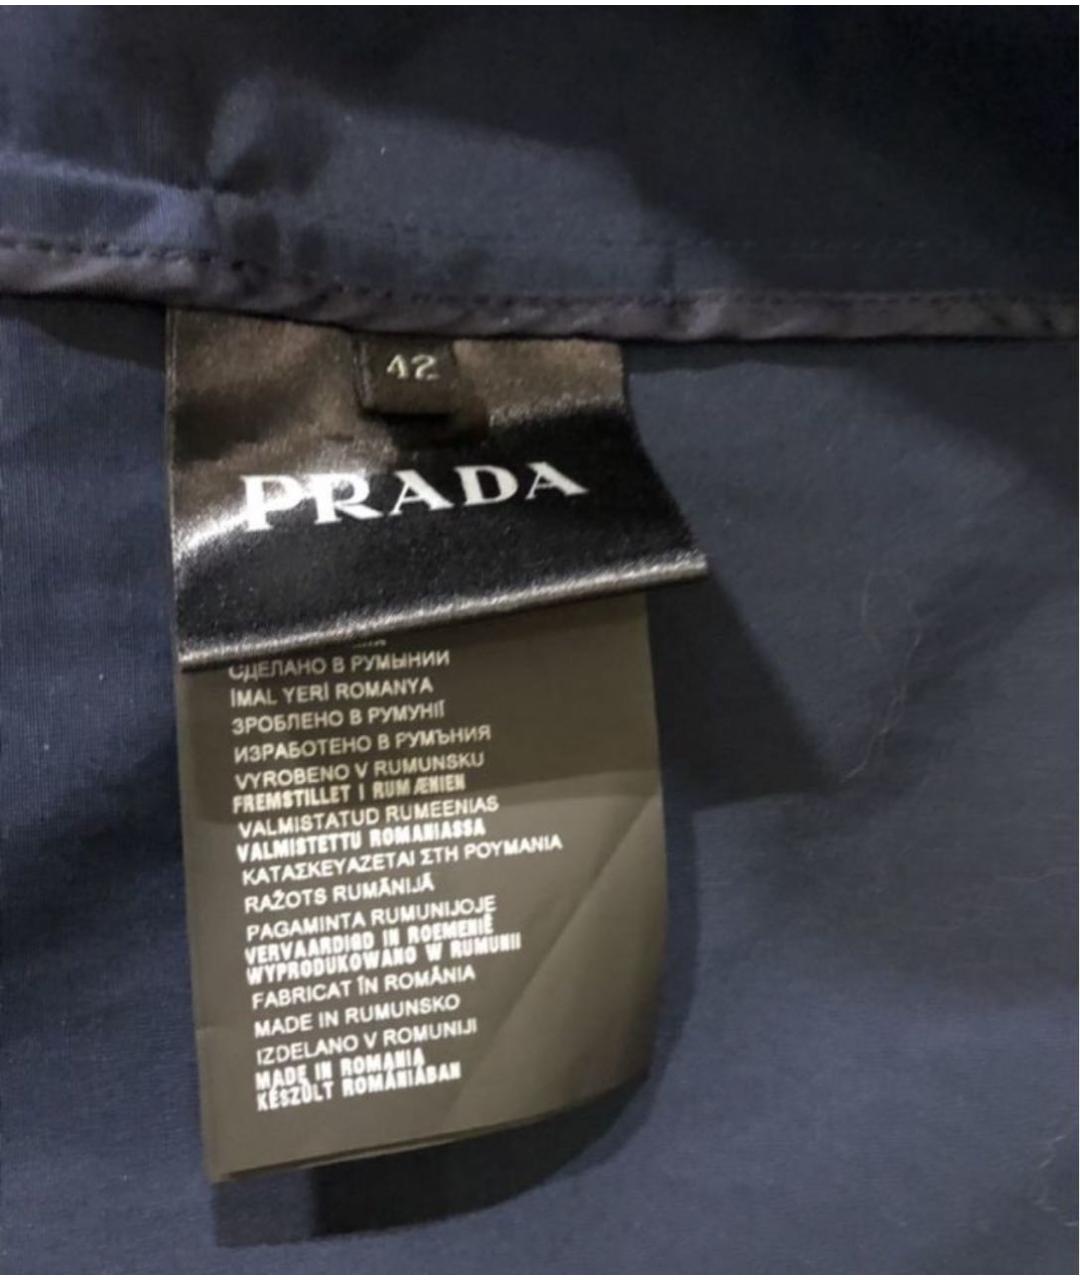 42
PRADA
СДЕЛАНО В РУМЫНИИ
İMAL YERİ ROMANYA
ЗРОБЛЕНО В РУМУНІЇ
ИЗРАБОТЕНО В РУМЪНИЯ
VYROBENO V RUMUNSKU
FREMSTILLET I RUMÆNIEN
VALMISTATUD RUMEENIAS
VALMISTETTU ROMANIASSA
ΚΑΤΑΣΚΕΥΑΖΕΤΑΙ ΣΤΗ ΡΟΥΜΑΝΙΑ
RAŽOTS RUMĀNIJĀ
PAGAMINTA RUMUNIJOJE
VERVAARDIGD IN ROEMENIË
WYPRODUKOWANO W RUMUNII
FABRICAT ÎN ROMÂNIA
MADE IN RUMUNSKO
IZDELANO V ROMUNIJI
MADE IN ROMANIA
KÉSZÜLT ROMÁNIÁBAN